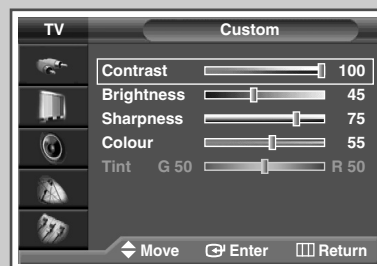 TV Custom
Contrast 100
Brightness 45
Sharpness 75
Colour 55
Tint G 50 R 50
Move Enter Return